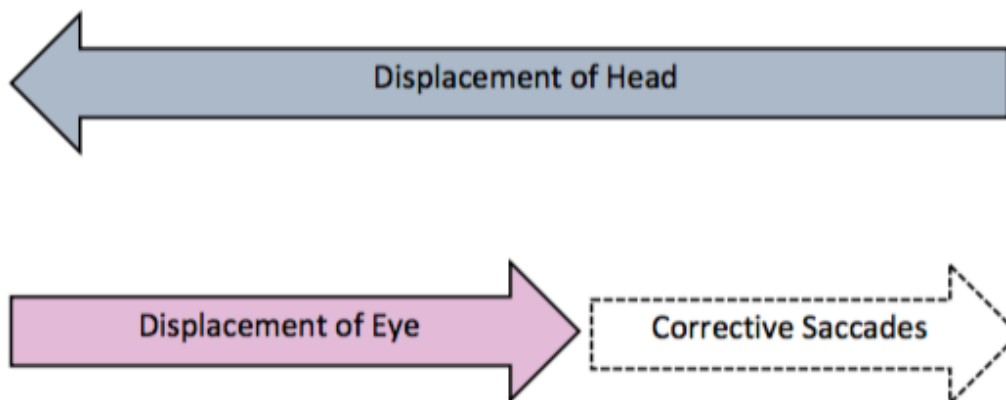 Displacement of Head
Displacement of Eye
Corrective Saccades